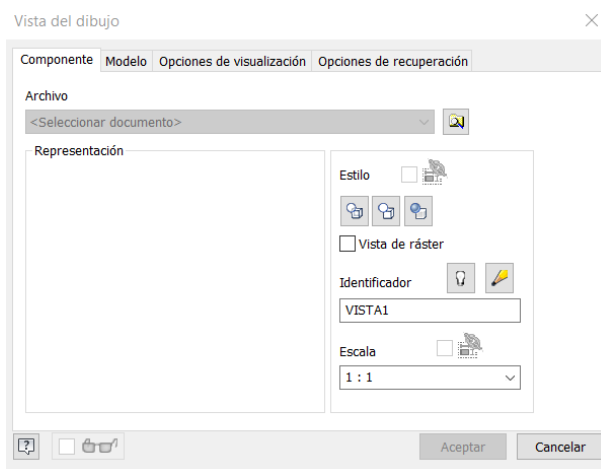 Vista del dibujo
Componente Modelo Opciones de visualización Opciones de recuperación
Archivo
<Seleccionar documento>
Representación
Estilo
Vista de ráster
Identificador
VISTA1
Escala
1 : 1
Aceptar Cancelar